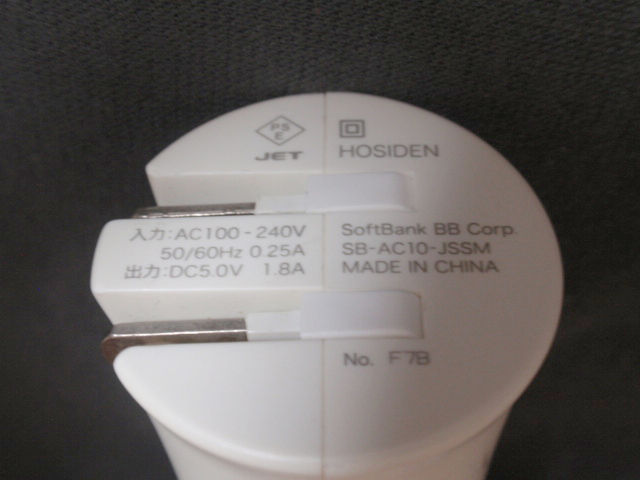 PS
E
JET
HOSIDEN
入力:AC100-240V
50/60Hz 0.25A
出力:DC5.0V 1.8A
SoftBank BB Corp.
SB-AC10-JSSM
MADE IN CHINA
No. F7B